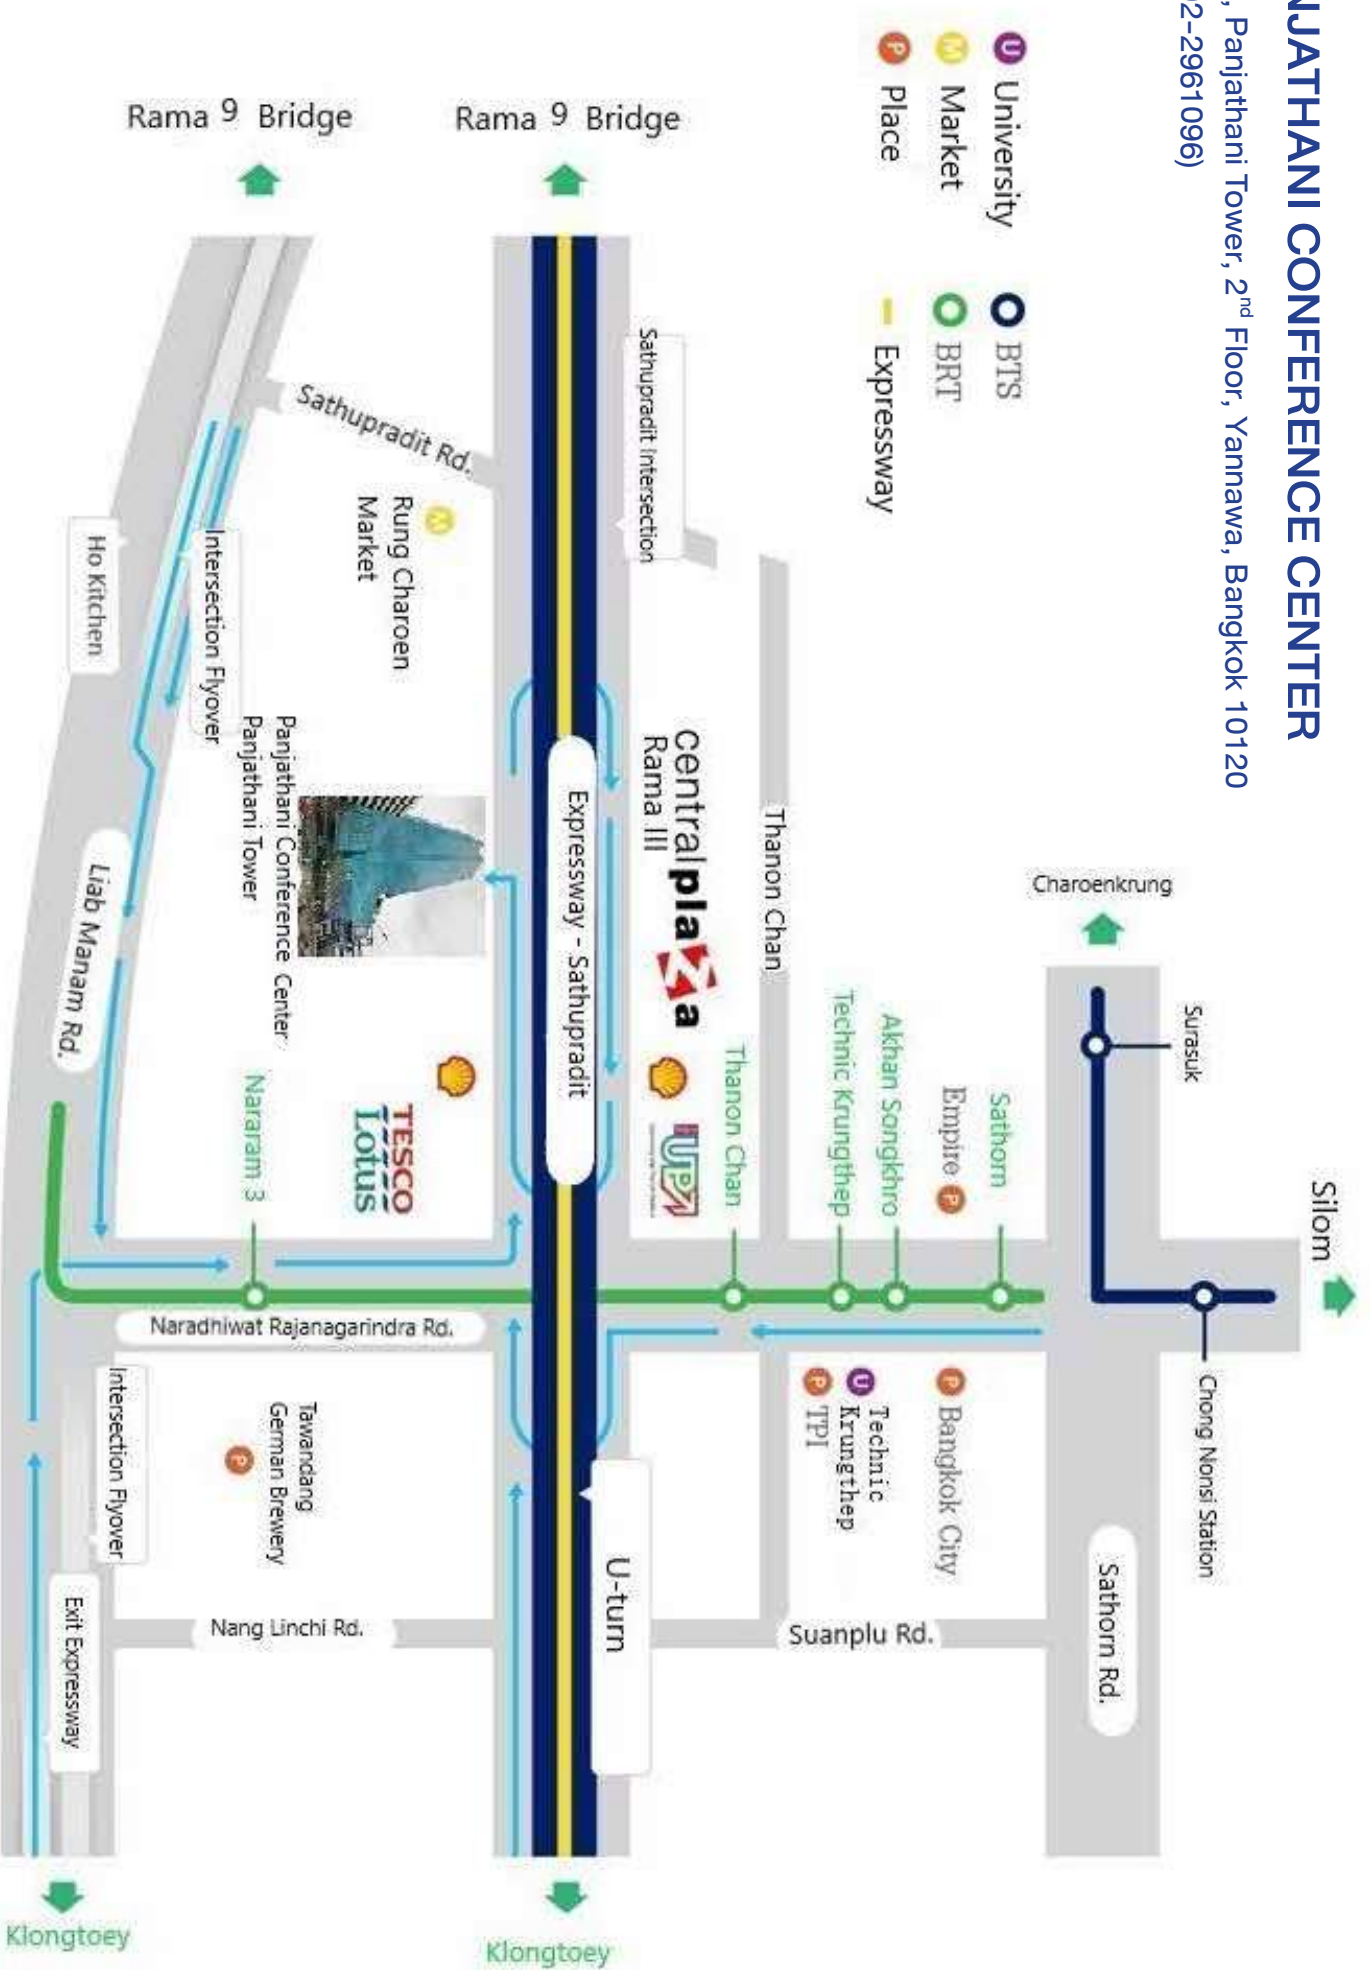 NJATHANI CONFERENCE CENTER
, Panjathani Tower, 2nd Floor, Yannawa, Bangkok 10120
02-2961096)
U University
M Market
P Place
BTS
BRT
Expressway
Silom
Charoenkrung
Surasuk
Chong Nonsi Station
Sathorn Rd.
Sathorn
Empire P
Akhan Songkhro
Technic Krungthep
P Bangkok City
U Technic
Krungthep
P TPI
Suanplu Rd.
Thanon Chan
Thanon Chan
Sathupradit Intersection
centralplaza
Rama III
UPM
U-turn
Rama 9 Bridge
Expressway - Sathupradit
Klongtoey
Sathupradit Rd.
M
Rung Charoen
Market
TESCO
Lotus
Panjathani Conference Center
Panjathani Tower
Nararam 3
Naradhiwat Rajanagarindra Rd.
Tawandang
German Brewery
P
Nang Linchi Rd.
Intersection Flyover
Intersection Flyover
Rama 9 Bridge
Ho Kitchen
Liab Manam Rd.
Exit Expressway
Klongtoey